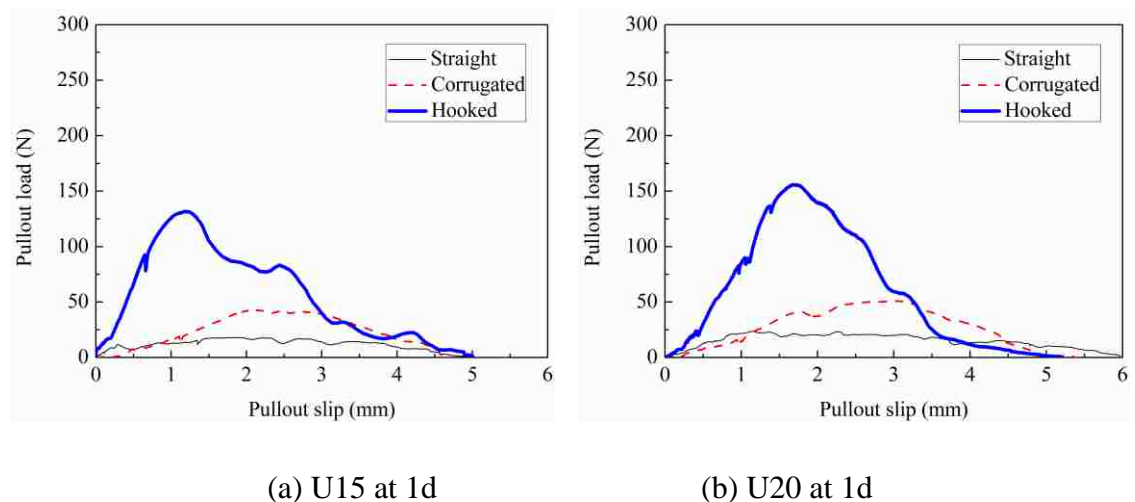 300
250
200
150
100
50
0
Pullout load (N)
Straight
Corrugated
Hooked
0 1 2 3 4 5 6
Pullout slip (mm)
(a) U15 at 1d
300
250
200
150
100
50
0
Pullout load (N)
Straight
Corrugated
Hooked
0 1 2 3 4 5 6
Pullout slip (mm)
(b) U20 at 1d